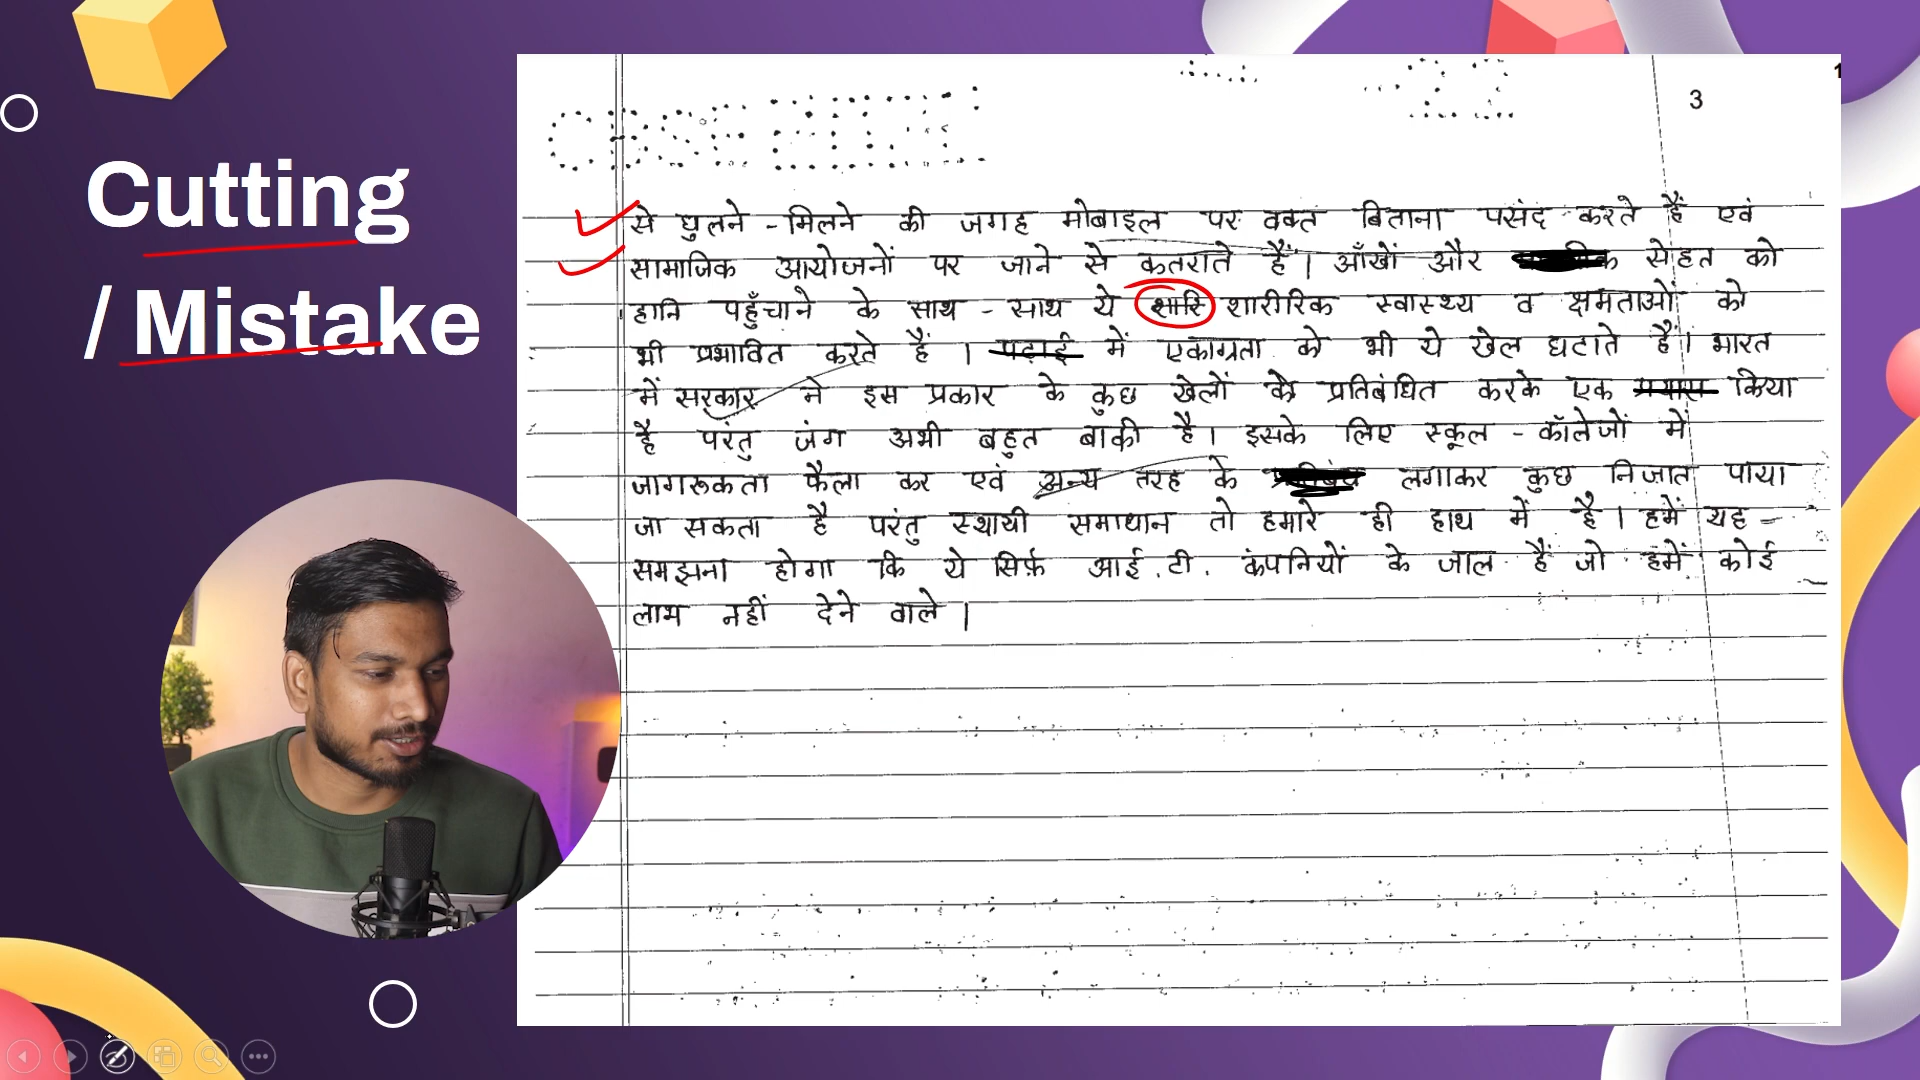 Cutting
/ Mistake
3
से घुलने - मिलने की जगह मोबाइल पर वक्त बिताना पसंद करते हैं एवं
सामाजिक आयोजनों पर जाने से कतराते हैं। आँखों और सेहत को
हानि पहुँचाने के साथ - साथ ये शारि शारीरिक स्वास्थ्य व क्षमताओं को
भी प्रभावित करते हैं । पढ़ाई में एकाग्रता को भी ये खेल घटाते हैं। भारत
में सरकार ने इस प्रकार के कुछ खेलों को प्रतिबंधित करके एक प्रयास किया
है परंतु जंग अभी बहुत बाकी है। इसके लिए स्कूल - कॉलेजों में
जागरूकता फैला कर एवं अन्य तरह के लगाकर कुछ निजात पाया
जा सकता है परंतु स्थायी समाधान तो हमारे ही हाथ में है । हमें यह -
समझना होगा कि ये सिर्फ़ आई.टी. कंपनियों के जाल हैं जो हमें कोई
लाभ नहीं देने वाले ।